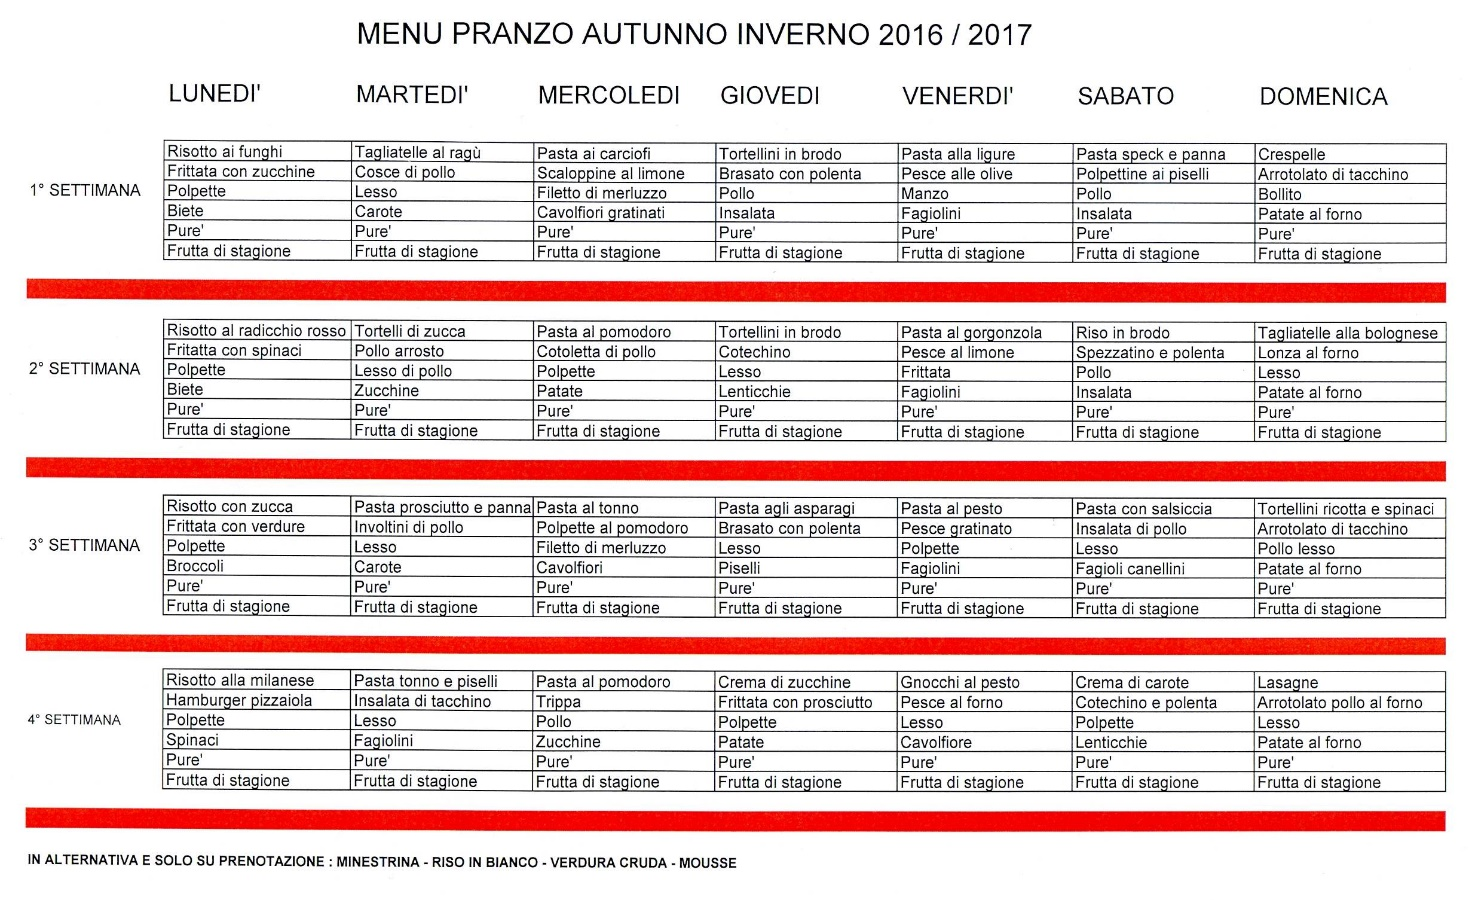 MENU PRANZO AUTUNNO INVERNO 2016 / 2017
LUNEDI' MARTEDI' MERCOLEDI GIOVEDI VENERDI' SABATO DOMENICA
Risotto ai funghi Tagliatelle al ragù Pasta ai carciofi Tortellini in brodo Pasta alla ligure Pasta speck e panna Crespelle
Frittata con zucchine Cosce di pollo Scaloppine al limone Brasato con polenta Pesce alle olive Polpettine ai piselli Arrotolato di tacchino
1° SETTIMANA Polpette Lesso Filetto di merluzzo Pollo Manzo Pollo Bollito
Biete Carote Cavolfiori gratinati Insalata Fagiolini Insalata Patate al forno
Pure' Pure' Pure' Pure' Pure' Pure' Pure'
Frutta di stagione Frutta di stagione Frutta di stagione Frutta di stagione Frutta di stagione Frutta di stagione Frutta di stagione
Risotto al radicchio rosso Tortelli di zucca Pasta al pomodoro Tortellini in brodo Pasta al gorgonzola Riso in brodo Tagliatelle alla bolognese
Fritatta con spinaci Pollo arrosto Cotoletta di pollo Cotechino Pesce al limone Spezzatino e polenta Lonza al forno
2° SETTIMANA Polpette Lesso di pollo Polpette Lesso Frittata Pollo Lesso
Biete Zucchine Patate Lenticchie Fagiolini Insalata Patate al forno
Pure' Pure' Pure' Pure' Pure' Pure' Pure'
Frutta di stagione Frutta di stagione Frutta di stagione Frutta di stagione Frutta di stagione Frutta di stagione Frutta di stagione
Risotto con zucca Pasta prosciutto e panna Pasta al tonno Pasta agli asparagi Pasta al pesto Pasta con salsiccia Tortellini ricotta e spinaci
Frittata con verdure Involtini di pollo Polpette al pomodoro Brasato con polenta Pesce gratinato Insalata di pollo Arrotolato di tacchino
3° SETTIMANA Polpette Lesso Filetto di merluzzo Lesso Polpette Lesso Pollo lesso
Broccoli Carote Cavolfiori Piselli Fagiolini Fagioli canellini Patate al forno
Pure' Pure' Pure' Pure' Pure' Pure' Pure'
Frutta di stagione Frutta di stagione Frutta di stagione Frutta di stagione Frutta di stagione Frutta di stagione Frutta di stagione
Risotto alla milanese Pasta tonno e piselli Pasta al pomodoro Crema di zucchine Gnocchi al pesto Crema di carote Lasagne
Hamburger pizzaiola Insalata di tacchino Trippa Frittata con prosciutto Pesce al forno Cotechino e polenta Arrotolato pollo al forno
4° SETTIMANA Polpette Lesso Pollo Polpette Lesso Polpette Lesso
Spinaci Fagiolini Zucchine Patate Cavolfiore Lenticchie Patate al forno
Pure' Pure' Pure' Pure' Pure' Pure' Pure'
Frutta di stagione Frutta di stagione Frutta di stagione Frutta di stagione Frutta di stagione Frutta di stagione Frutta di stagione
IN ALTERNATIVA E SOLO SU PRENOTAZIONE : MINESTRINA - RISO IN BIANCO - VERDURA CRUDA - MOUSSE